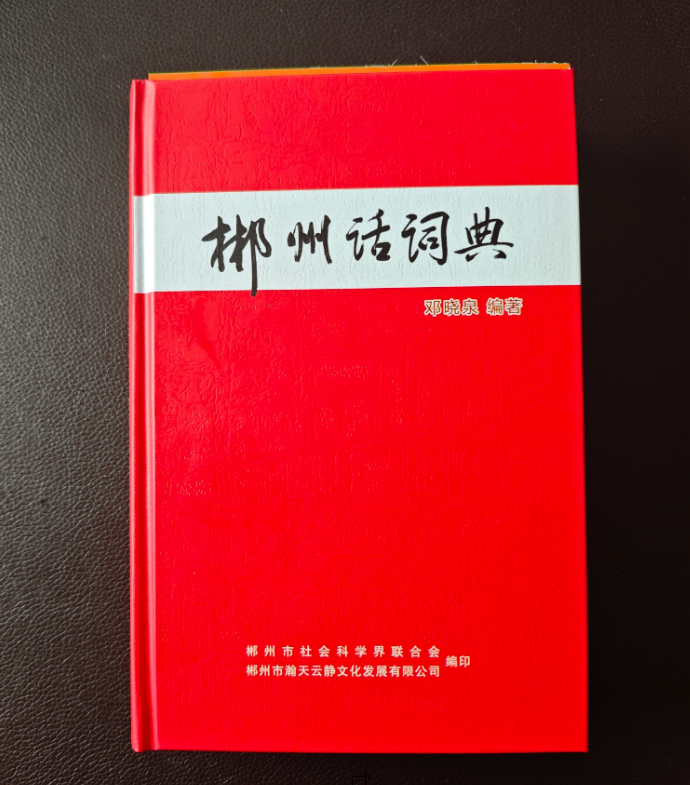 郴州话词典
邓晓泉 编著
郴州市社会科学界联合会
郴州市瀚天云静文化发展有限公司 编印